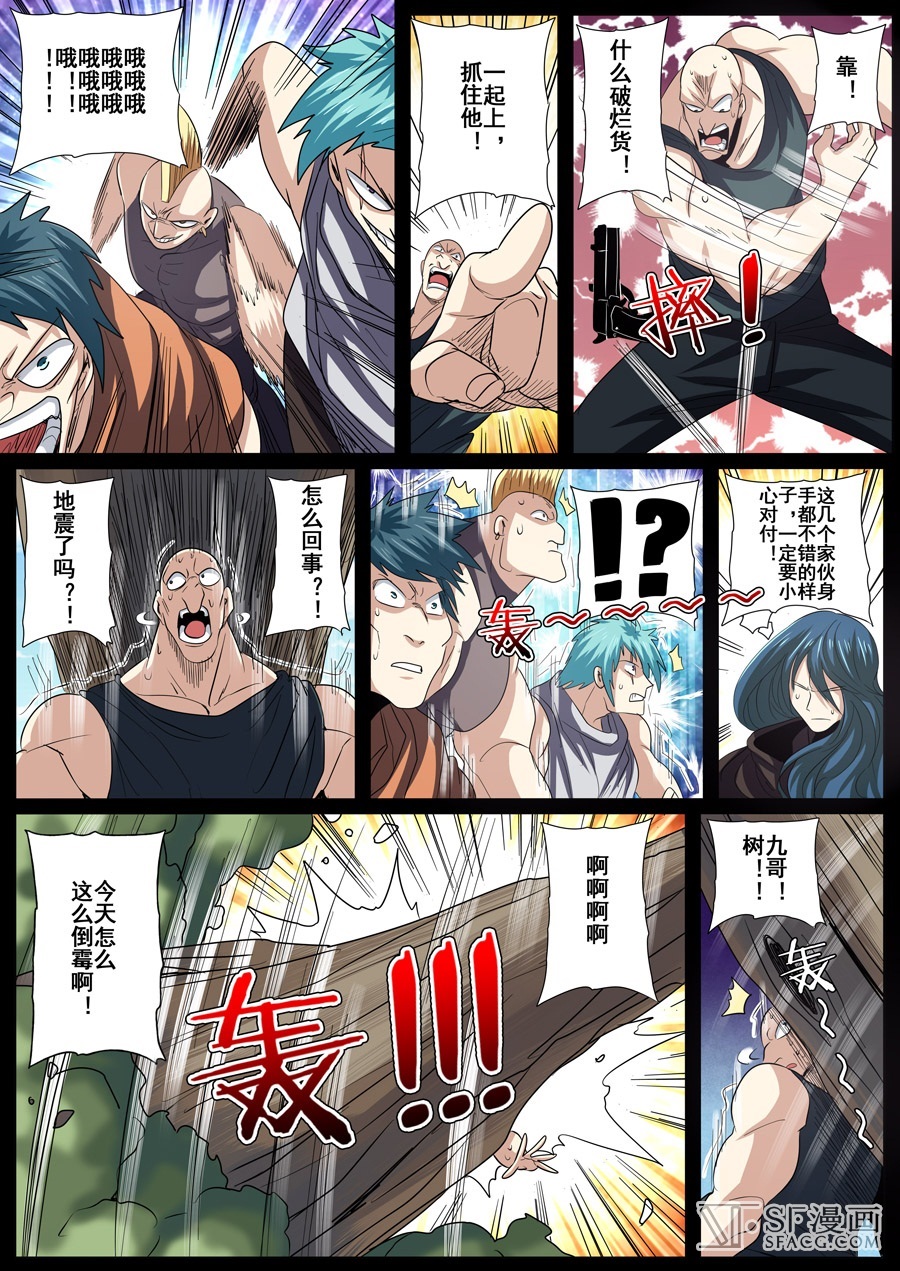 靠！
什么破烂货！
摔！
一起上，
抓住他！
哦哦哦哦
！哦哦哦
！！哦哦
！！！
这几个家伙身
手都不错的样
子，一定要小
心对付！
！?
轰～～～～
怎么回事？！
地震了吗？！
九哥！
树！！
轰～～
啊啊啊啊
轰！！！
今天怎么
这么倒霉啊！
SF漫画
SFACG.COM